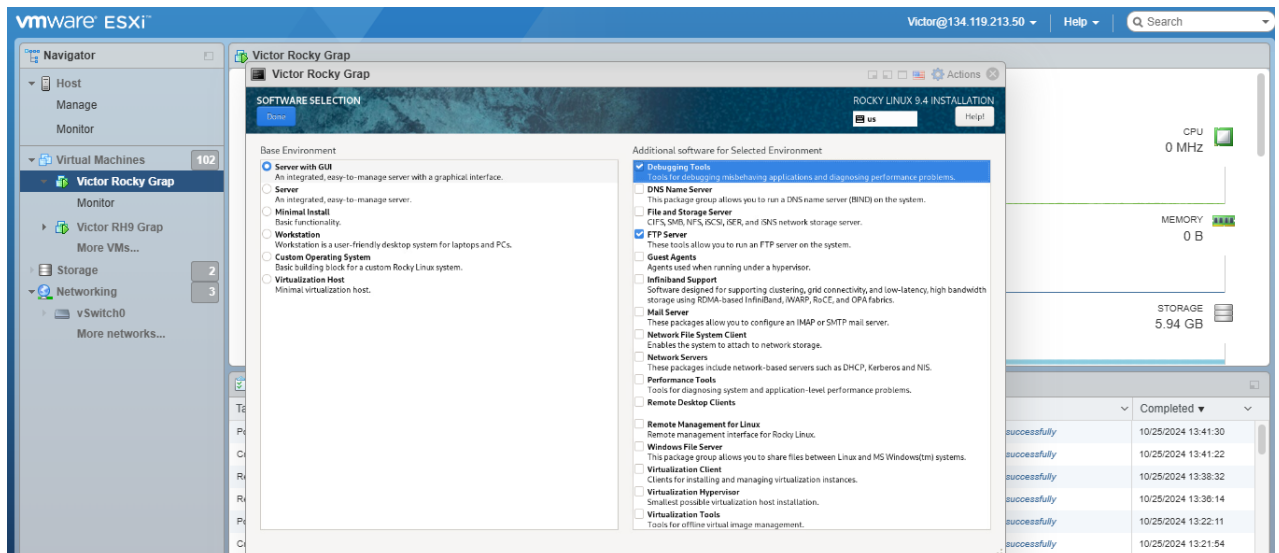 vmware ESXi™
Victor@134.119.213.50
Help
Search
Navigator
Host
Manage
Monitor
Virtual Machines 102
Victor Rocky Grap
Monitor
Victor RH9 Grap
More VMs...
Storage 2
Networking 3
vSwitch0
More networks...
Victor Rocky Grap
Victor Rocky Grap
Actions
SOFTWARE SELECTION
Done
ROCKY LINUX 9.4 INSTALLATION
us
Help!
Base Environment
Server with GUI
An integrated, easy-to-manage server with a graphical interface.
Server
An integrated, easy-to-manage server.
Minimal Install
Basic functionality.
Workstation
Workstation is a user-friendly desktop system for laptops and PCs.
Custom Operating System
Basic building block for a custom Rocky Linux system.
Virtualization Host
Minimal virtualization host.
Additional software for Selected Environment
Debugging Tools
Tools for debugging misbehaving applications and diagnosing performance problems.
DNS Name Server
This package group allows you to run a DNS name server (BIND) on the system.
File and Storage Server
CIFS, SMB, NFS, iSCSI, iSER, and iSNS network storage server.
FTP Server
These tools allow you to run an FTP server on the system.
Guest Agents
Agents used when running under a hypervisor.
Infiniband Support
Software designed for supporting clustering, grid connectivity, and low-latency, high bandwidth
storage using RDMA-based InfiniBand, iWARP, RoCE, and OPA fabrics.
Mail Server
These packages allow you to configure an IMAP or SMTP mail server.
Network File System Client
Enables the system to attach to network storage.
Network Servers
These packages include network-based servers such as DHCP, Kerberos and NIS.
Performance Tools
Tools for diagnosing system and application-level performance problems.
Remote Desktop Clients
Remote Management for Linux
Remote management interface for Rocky Linux.
Windows File Server
This package group allows you to share files between Linux and MS Windows(tm) systems.
Virtualization Client
Clients for installing and managing virtualization instances.
Virtualization Hypervisor
Smallest possible virtualization host installation.
Virtualization Tools
Tools for offline virtual image management.
CPU
0 MHz
MEMORY
0 B
STORAGE
5.94 GB
Completed
successfully 10/25/2024 13:41:30
successfully 10/25/2024 13:41:22
successfully 10/25/2024 13:38:32
successfully 10/25/2024 13:36:14
successfully 10/25/2024 13:22:11
successfully 10/25/2024 13:21:54